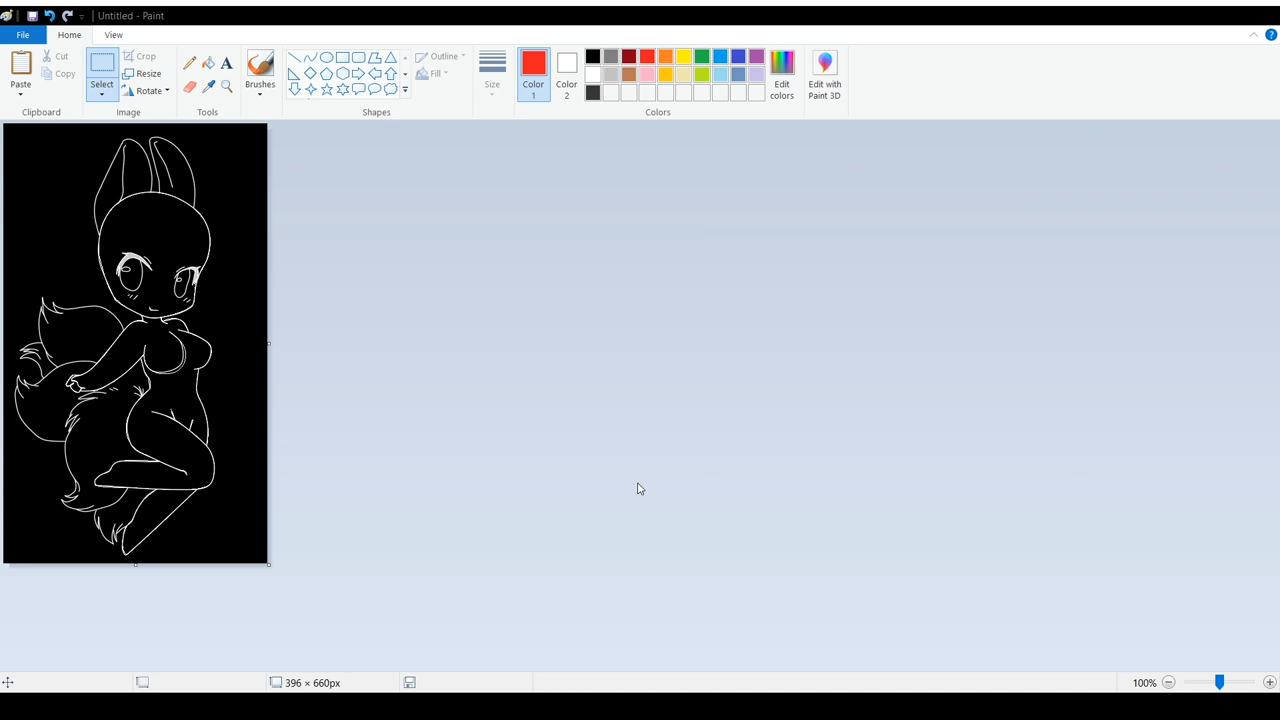 Untitled - Paint
File
Home
View
Paste
Cut
Copy
Clipboard
Select
Crop
Resize
Rotate
Image
A
Tools
Brushes
Outline
Fill
Shapes
Size
Color
1
Color
2
Edit
colors
Colors
Edit with
Paint 3D
396 × 660px
100%